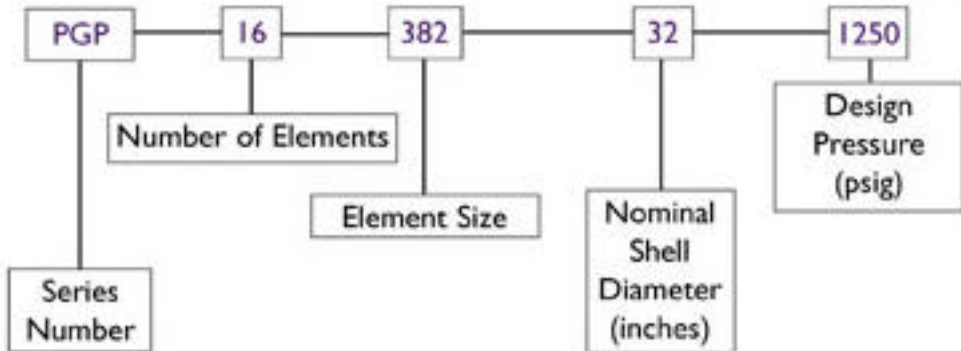 PGP 16 382 32 1250
Number of Elements
Element Size
Series
Number
Nominal
Shell
Diameter
(inches)
Design
Pressure
(psig)